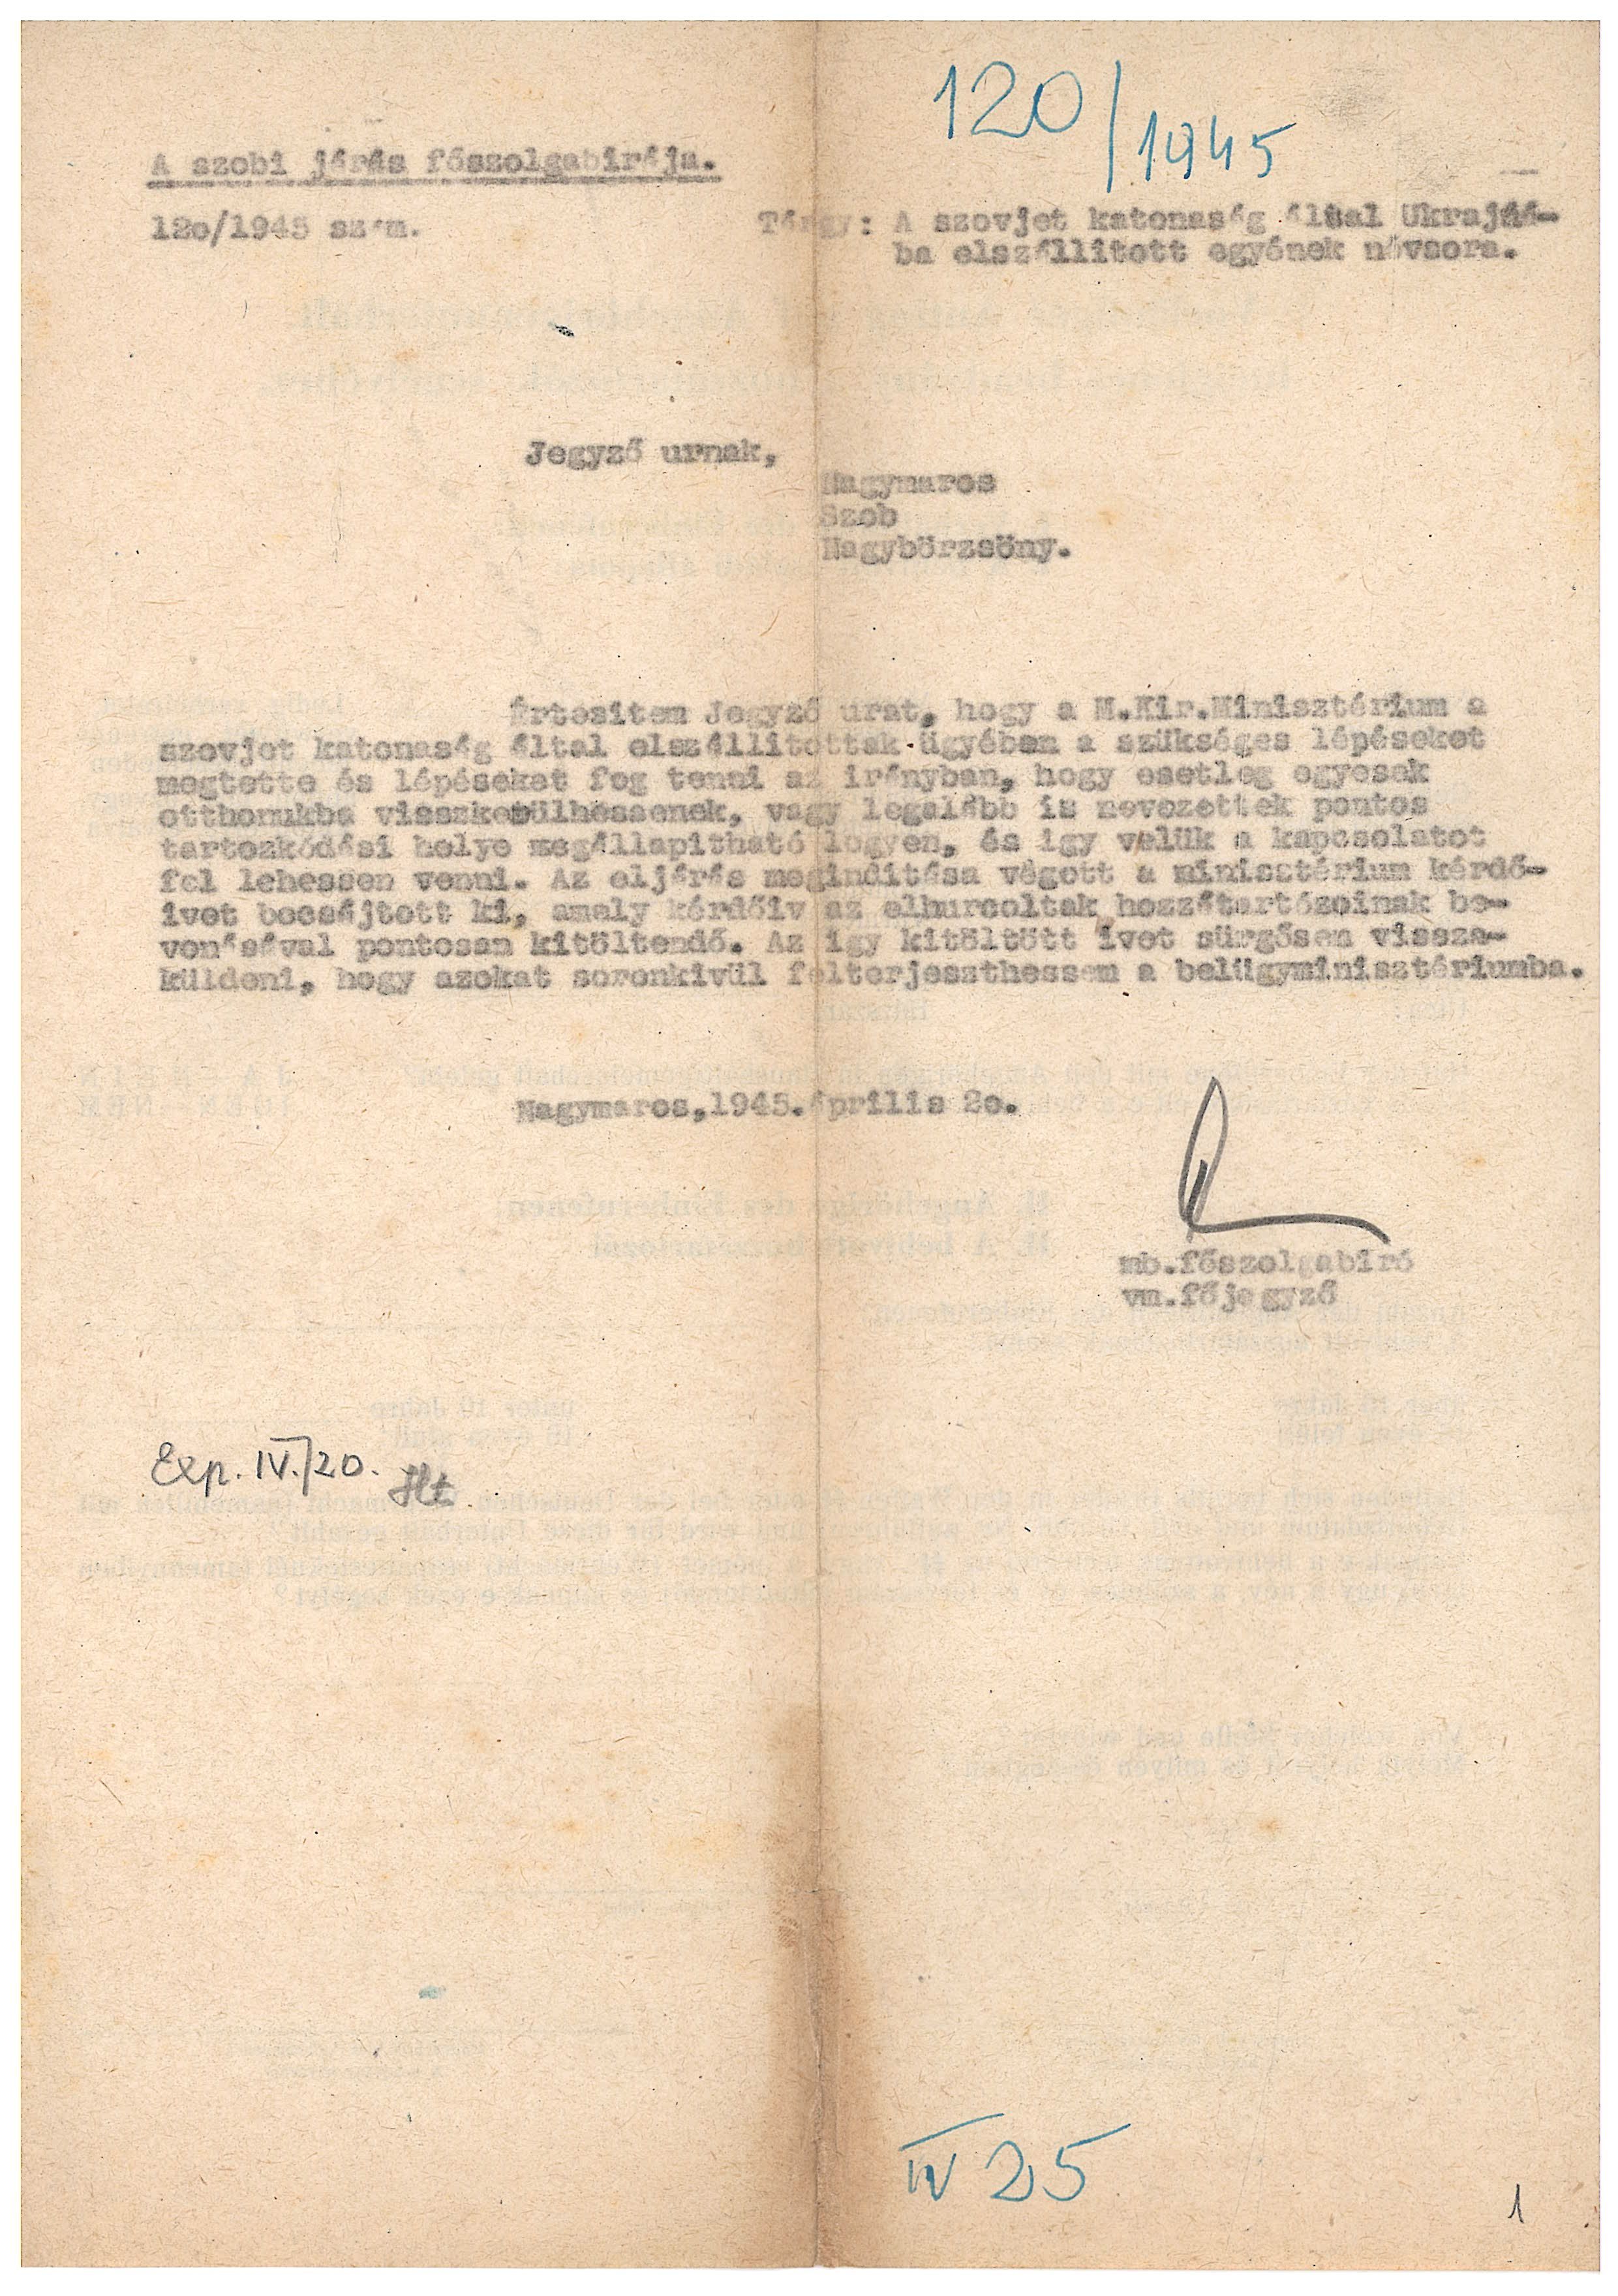 120/1945
A szobi járás főszolgabirája.
12o/1945 szám.
Tárgy: A szovjet katonaság által Ukrajná-
ba elszállitott egyének névsora.
Jegyző urnak,
Nagymaros
Szob
Nagybörzsöny.
Értesitem Jegyző urat, hogy a M.Kir.Minisztérium a
szovjet katonaság által elszállitottak ügyében a szükséges lépéseket
megtette és lépéseket fog tenni az irányban, hogy esetleg egyesek
otthonukba visszkerülhessenek, vagy legalább is nevezettek pontos
tartozkódási helye megállapitható legyen, és igy velük a kapcsolatot
fel lehessen venni. Az eljárás meginditása végett a minisztérium kérdő-
ivet bocsájtott ki, amely kérdőiv az elhurcoltak hozzátartózoinak be-
vonásával pontosan kitöltendő. Az igy kitöltött ivet sürgősen vissza-
küldeni, hogy azokat soronkivül felterjeszthessem a belügyminisztériumba.
Nagymaros,1945.április 2o.
mb.főszolgabiró
vm.főjegyző
Exp. IV./20.
IV 25
1